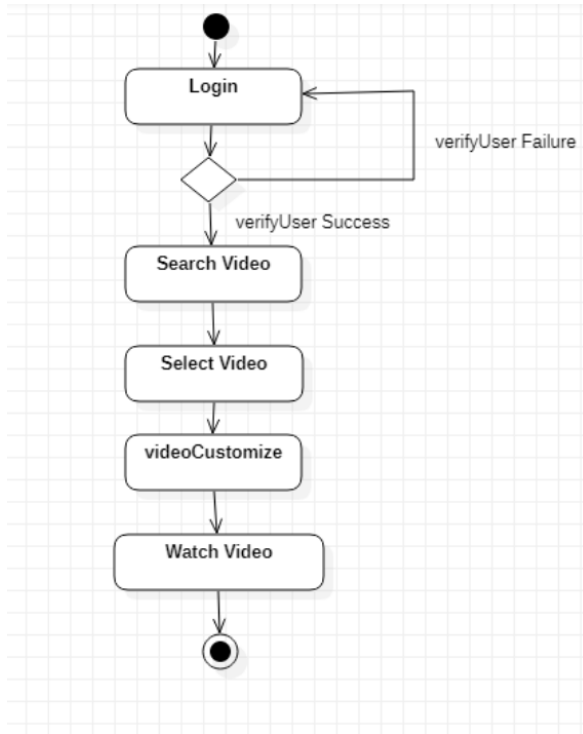 Login
verifyUser Failure
verifyUser Success
Search Video
Select Video
videoCustomize
Watch Video